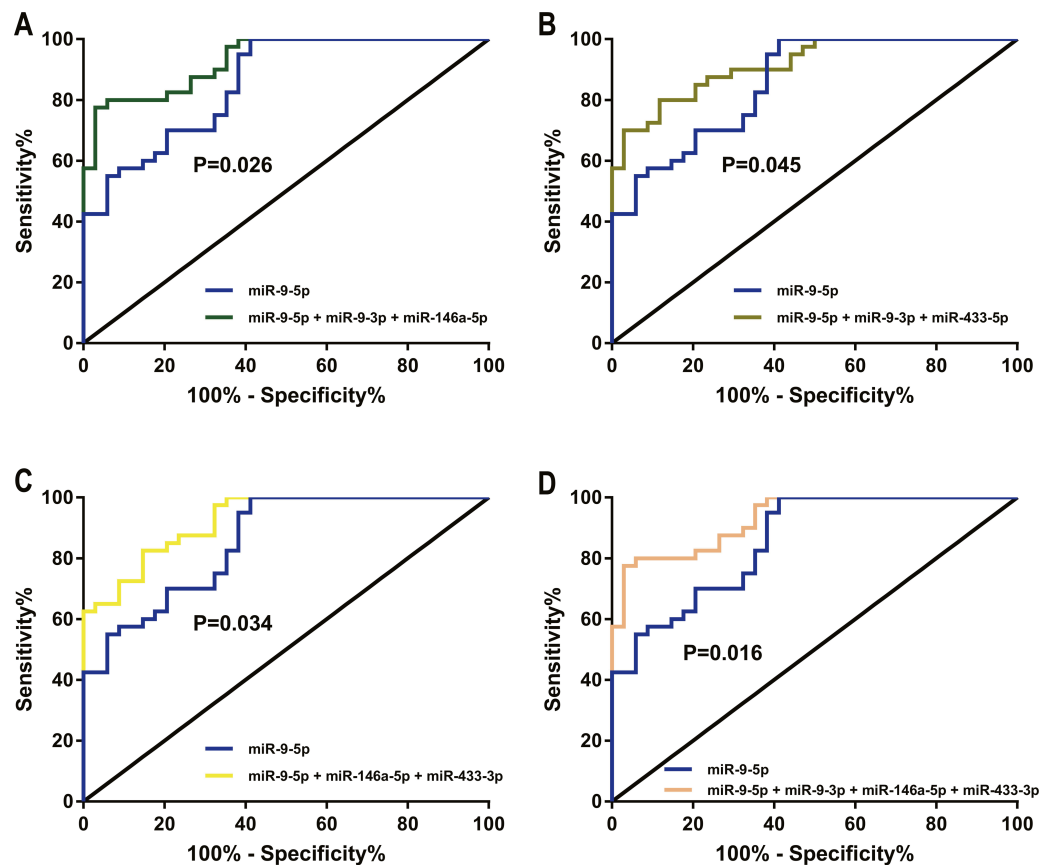 A
100
80
60
40
20
0
Sensitivity%
P=0.026
miR-9-5p
miR-9-5p + miR-9-3p + miR-146a-5p
0 20 40 60 80 100
100% - Specificity%
B
100
80
60
40
20
0
Sensitivity%
P=0.045
miR-9-5p
miR-9-5p + miR-9-3p + miR-433-5p
0 20 40 60 80 100
100% - Specificity%
C
100
80
60
40
20
0
Sensitivity%
P=0.034
miR-9-5p
miR-9-5p + miR-146a-5p + miR-433-3p
0 20 40 60 80 100
100% - Specificity%
D
100
80
60
40
20
0
Sensitivity%
P=0.016
miR-9-5p
miR-9-5p + miR-9-3p + miR-146a-5p + miR-433-3p
0 20 40 60 80 100
100% - Specificity%